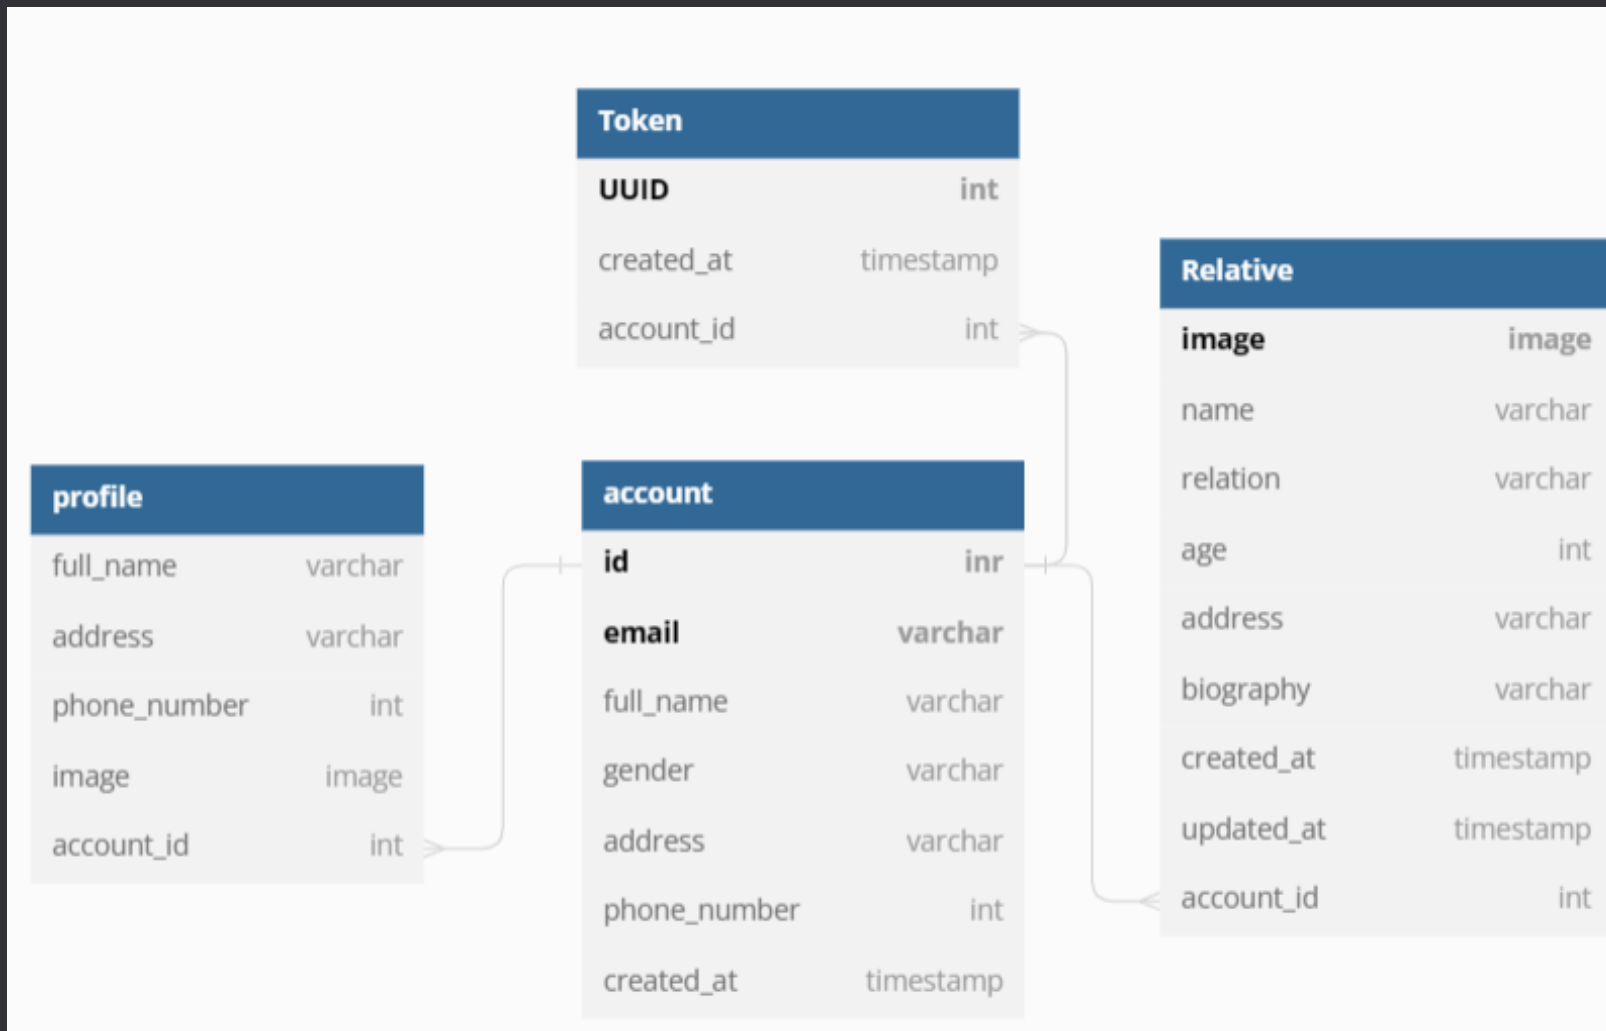 Token
UUID int
created_at timestamp
account_id int
Relative
image image
name varchar
relation varchar
age int
address varchar
biography varchar
created_at timestamp
updated_at timestamp
account_id int
profile
full_name varchar
address varchar
phone_number int
image image
account_id int
account
id inr
email varchar
full_name varchar
gender varchar
address varchar
phone_number int
created_at timestamp